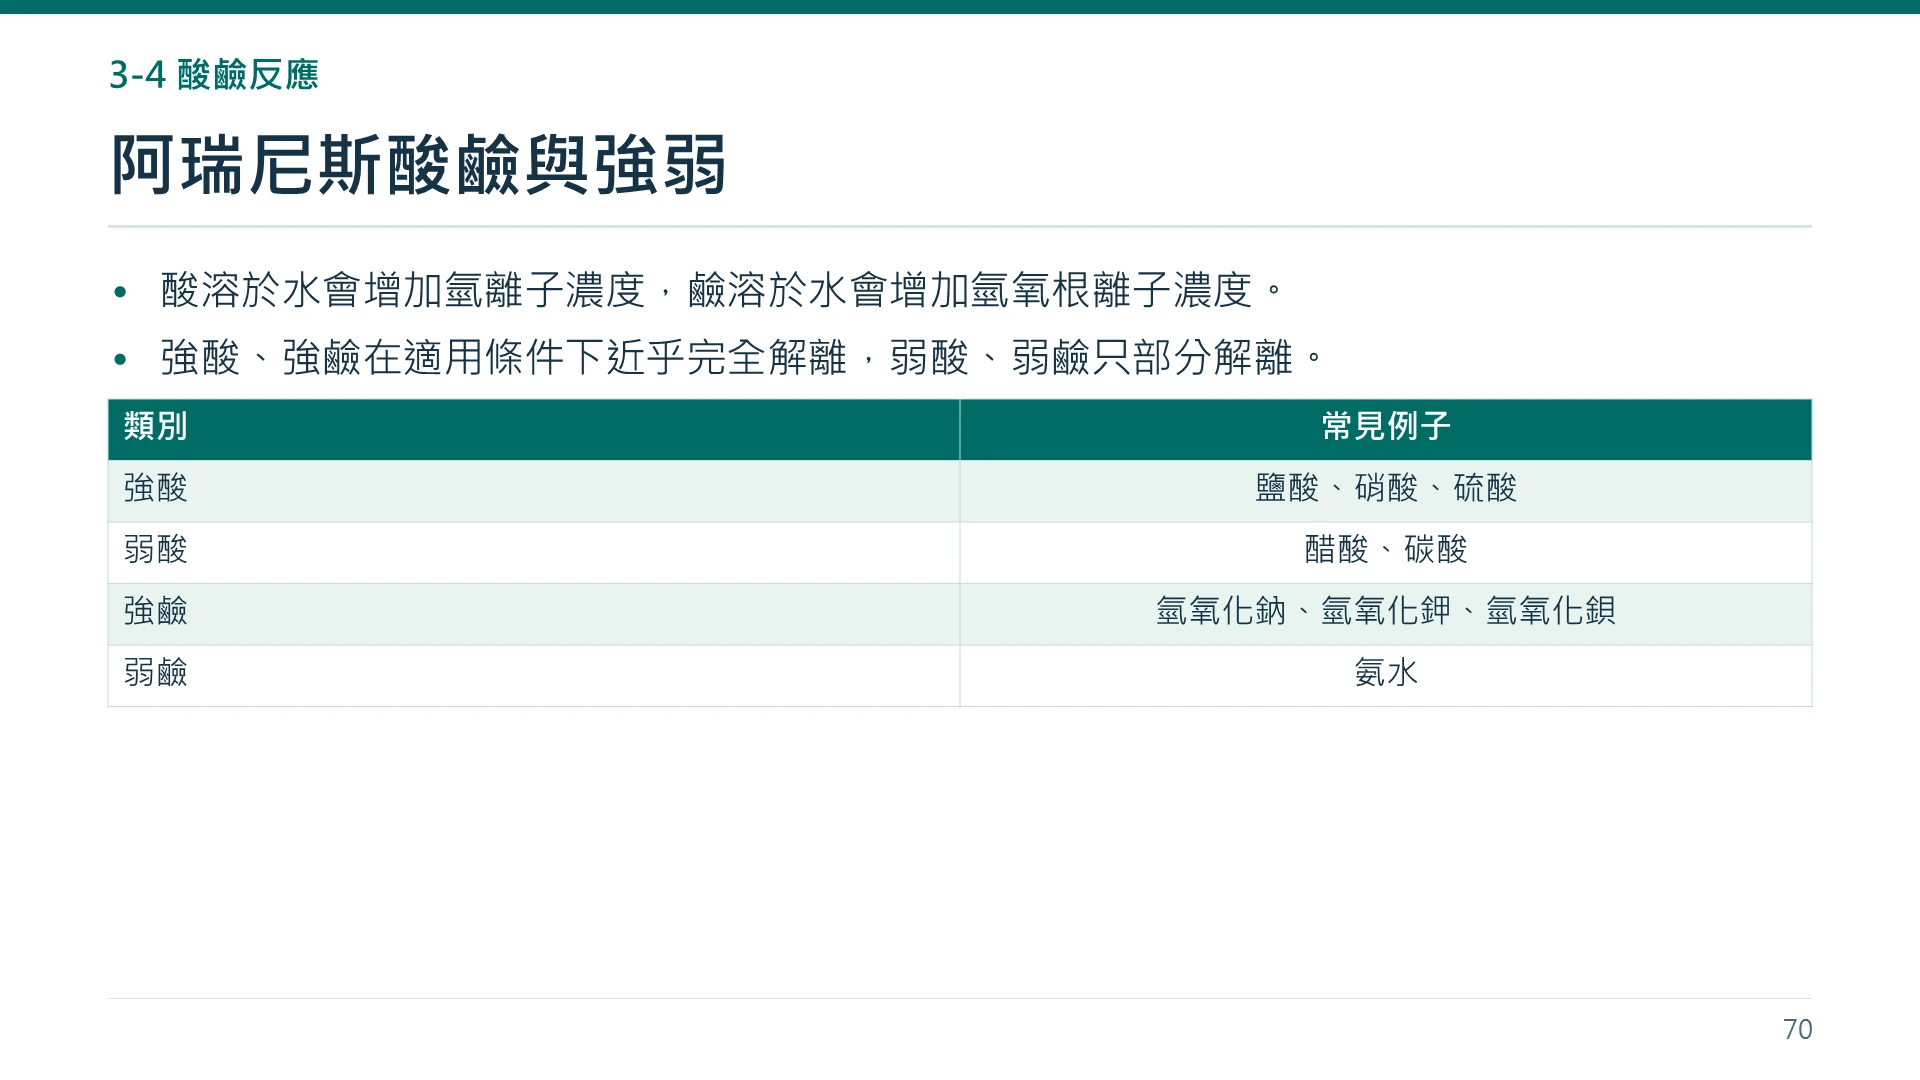 3-4 酸鹼反應
阿瑞尼斯酸鹼與強弱
• 酸溶於水會增加氫離子濃度，鹼溶於水會增加氫氧根離子濃度。
• 強酸、強鹼在適用條件下近乎完全解離，弱酸、弱鹼只部分解離。
類別 常見例子
強酸 鹽酸、硝酸、硫酸
弱酸 醋酸、碳酸
強鹼 氫氧化鈉、氫氧化鉀、氫氧化鋇
弱鹼 氨水
70